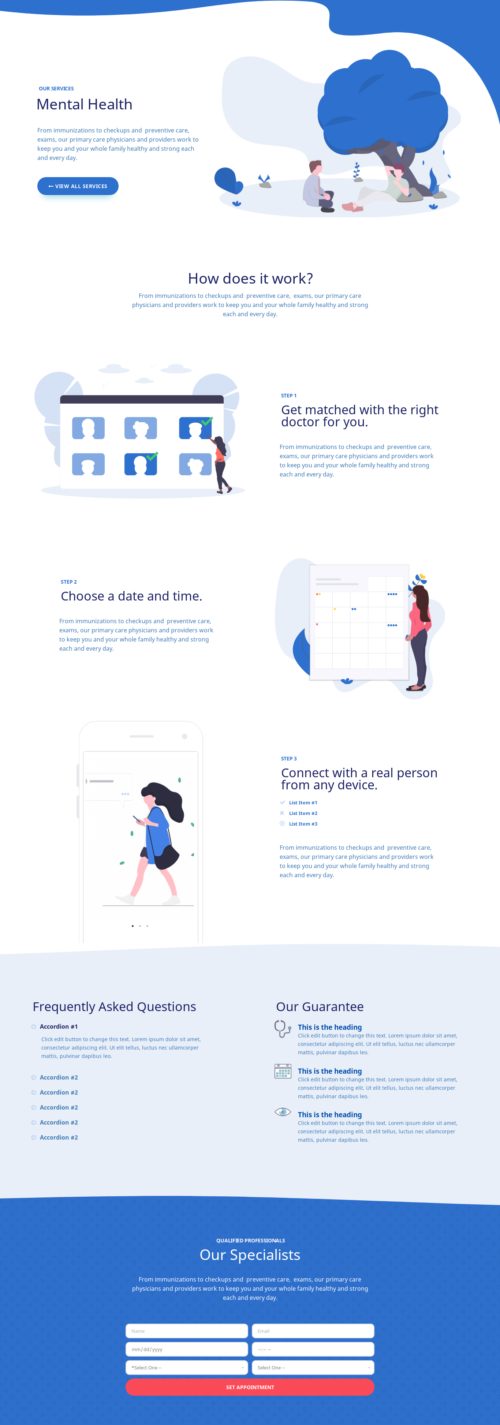 OUR SERVICES
Mental Health
From immunizations to checkups and preventive care,
exams, our primary care physicians and providers work to
keep you and your whole family healthy and strong each
and every day.
← VIEW ALL SERVICES
How does it work?
From immunizations to checkups and preventive care, exams, our primary care
physicians and providers work to keep you and your whole family healthy and strong
each and every day.
STEP 1
Get matched with the right
doctor for you.
From immunizations to checkups and preventive care,
exams, our primary care physicians and providers work
to keep you and your whole family healthy and strong
each and every day.
STEP 2
Choose a date and time.
From immunizations to checkups and preventive care,
exams, our primary care physicians and providers work
to keep you and your whole family healthy and strong
each and every day.
STEP 3
Connect with a real person
from any device.
List Item #1
List Item #2
List Item #3
From immunizations to checkups and preventive care,
exams, our primary care physicians and providers work
to keep you and your whole family healthy and strong
each and every day.
Frequently Asked Questions
Accordion #1
Click edit button to change this text. Lorem ipsum dolor sit amet,
consectetur adipiscing elit. Ut elit tellus, luctus nec ullamcorper
mattis, pulvinar dapibus leo.
Accordion #2
Accordion #2
Accordion #2
Accordion #2
Accordion #2
Our Guarantee
This is the heading
Click edit button to change this text. Lorem ipsum dolor sit amet,
consectetur adipiscing elit. Ut elit tellus, luctus nec ullamcorper
mattis, pulvinar dapibus leo.
This is the heading
Click edit button to change this text. Lorem ipsum dolor sit amet,
consectetur adipiscing elit. Ut elit tellus, luctus nec ullamcorper
mattis, pulvinar dapibus leo.
This is the heading
Click edit button to change this text. Lorem ipsum dolor sit amet,
consectetur adipiscing elit. Ut elit tellus, luctus nec ullamcorper
mattis, pulvinar dapibus leo.
QUALIFIED PROFESSIONALS
Our Specialists
From immunizations to checkups and preventive care, exams, our primary care
physicians and providers work to keep you and your whole family healthy and strong
each and every day.
Name
Email
mm/dd/yyyy
--:-- --
*Select One –
Select One –
SET APPOINTMENT